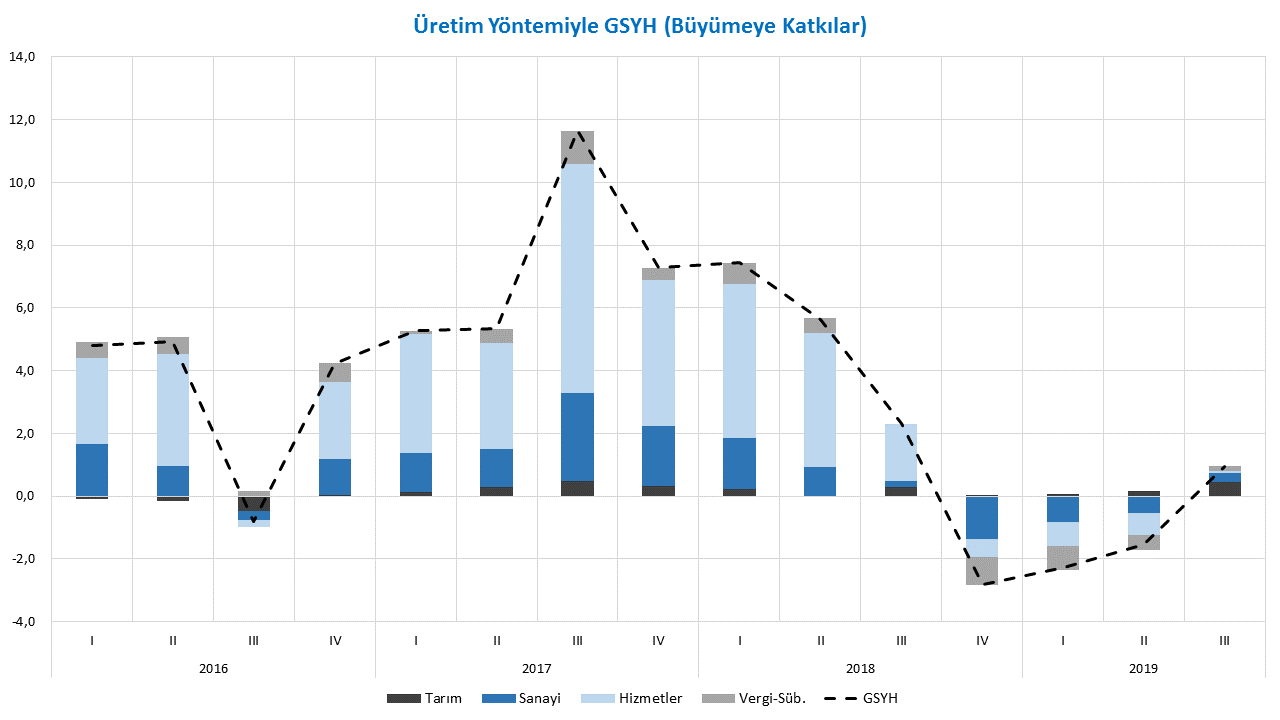 Üretim Yöntemiyle GSYH (Büyümeye Katkılar)
14,0
12,0
10,0
8,0
6,0
4,0
2,0
0,0
-2,0
-4,0
I II III IV I II III IV I II III IV I II III
2016 2017 2018 2019
Tarım Sanayi Hizmetler Vergi-Süb. GSYH